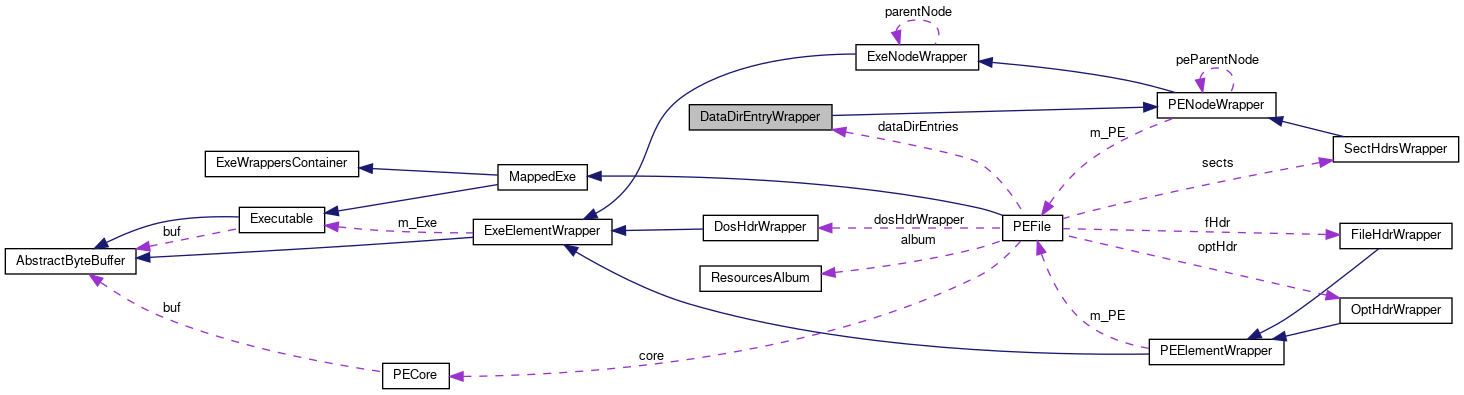 parentNode
ExeNodeWrapper
peParentNode
PENodeWrapper
DataDirEntryWrapper
dataDirEntries
m_PE
SectHdrsWrapper
sects
ExeWrappersContainer
MappedExe
Executable
buf
m_Exe
ExeElementWrapper
DosHdrWrapper
dosHdrWrapper
album
PEFile
fHdr
optHdr
FileHdrWrapper
AbstractByteBuffer
ResourcesAlbum
buf
m_PE
OptHdrWrapper
PEElementWrapper
core
PECore